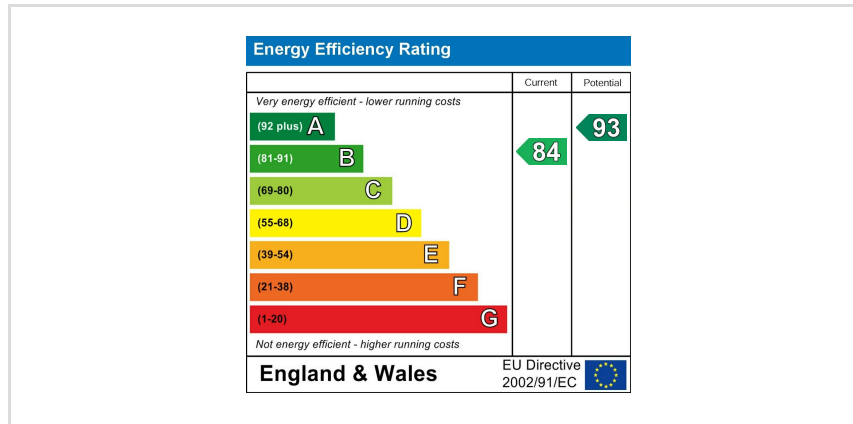 Energy Efficiency Rating
Current Potential
Very energy efficient - lower running costs
(92 plus) A
93
(81-91) B
84
(69-80) C
(55-68) D
(39-54) E
(21-38) F
(1-20) G
Not energy efficient - higher running costs
England & Wales
EU Directive
2002/91/EC